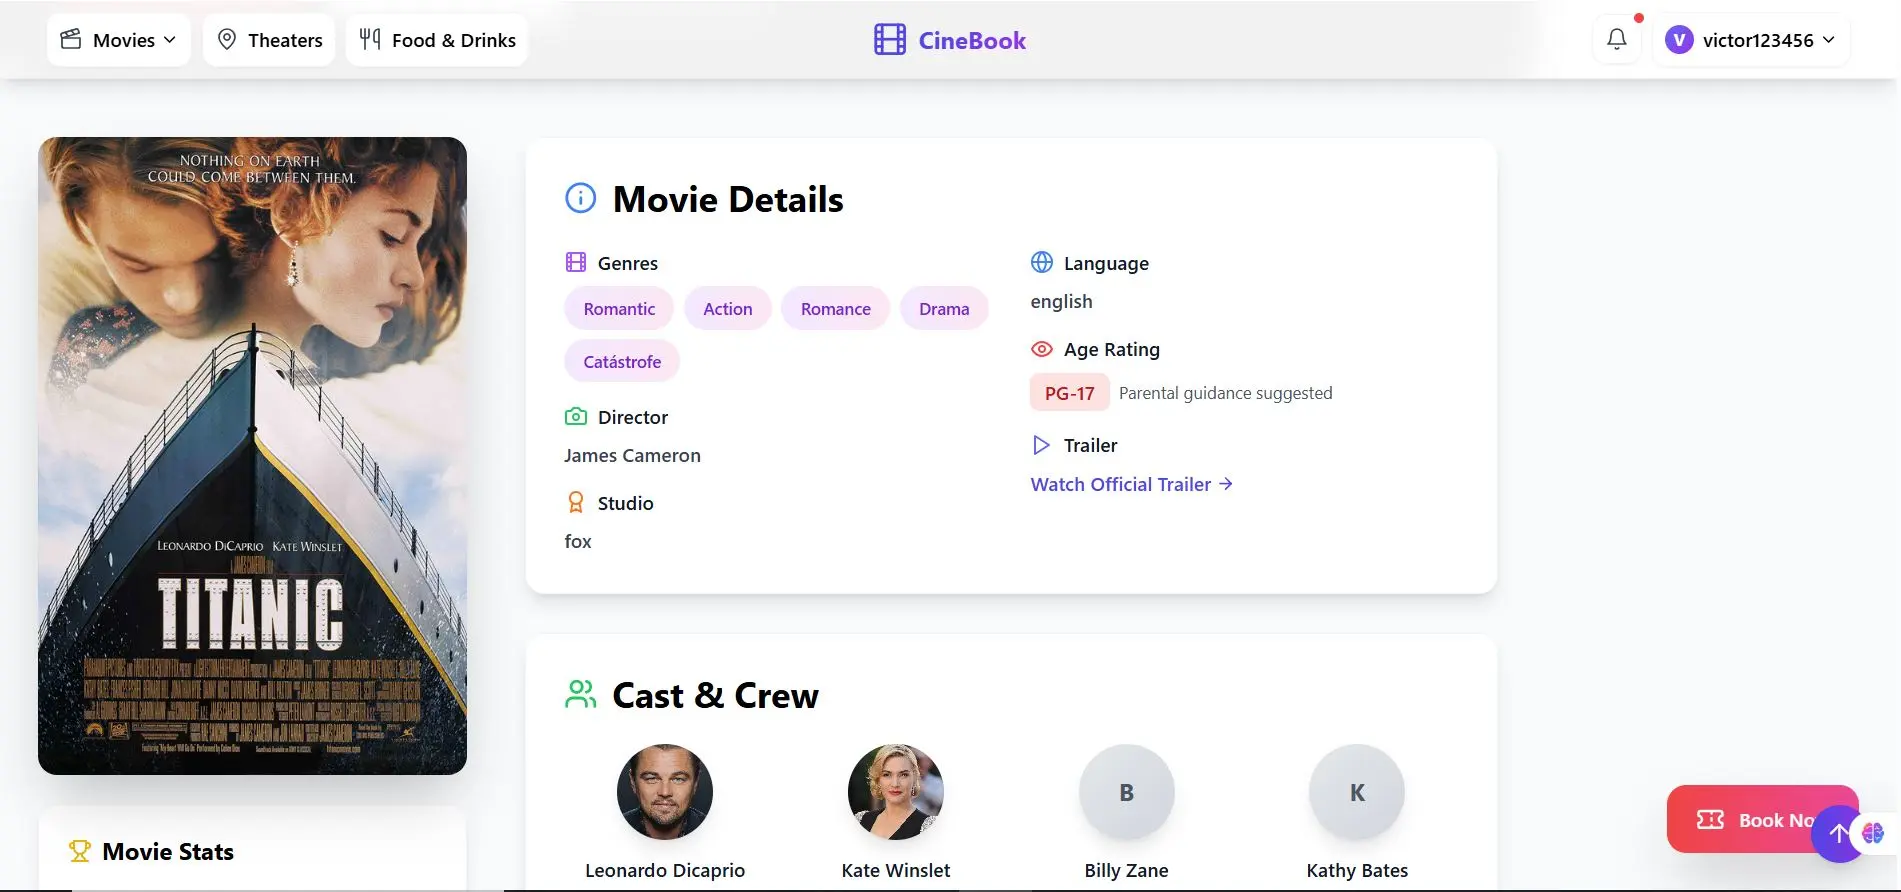 Movies
Theaters
Food & Drinks
CineBook
V
victor123456
NOTHING ON EARTH
COULD COME BETWEEN THEM.
LEONARDO DICAPRIO KATE WINSLET
TITANIC
Movie Stats
Movie Details
Genres
Romantic
Action
Romance
Drama
Catástrofe
Director
James Cameron
Studio
fox
Language
english
Age Rating
PG-17
Parental guidance suggested
Trailer
Watch Official Trailer →
Cast & Crew
B
K
Leonardo Dicaprio
Kate Winslet
Billy Zane
Kathy Bates
Book No